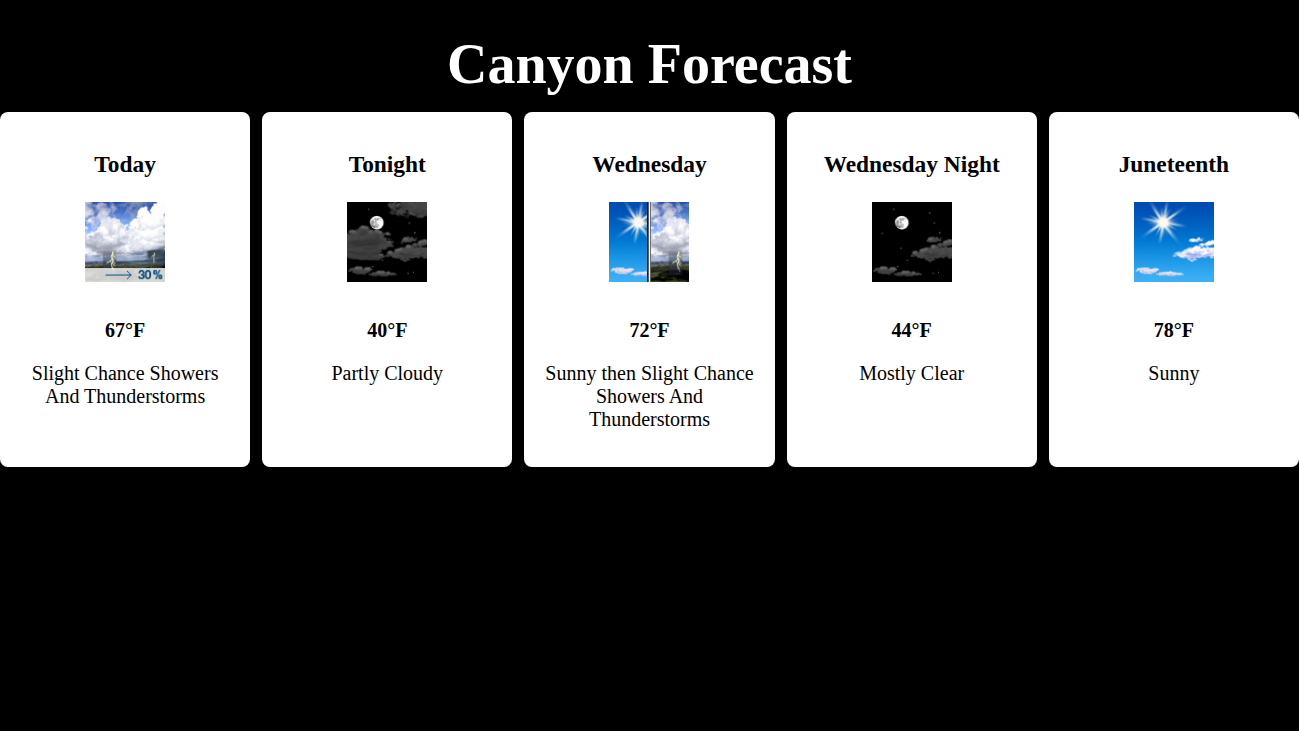 Canyon Forecast
Today
30%
67°F
Slight Chance Showers
And Thunderstorms
Tonight
40°F
Partly Cloudy
Wednesday
72°F
Sunny then Slight Chance
Showers And
Thunderstorms
Wednesday Night
44°F
Mostly Clear
Juneteenth
78°F
Sunny